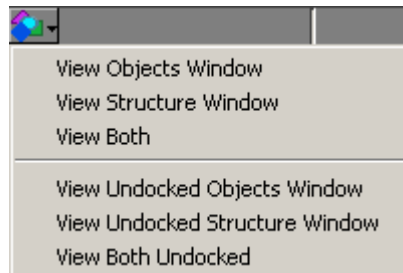 View Objects Window
View Structure Window
View Both
View Undocked Objects Window
View Undocked Structure Window
View Both Undocked